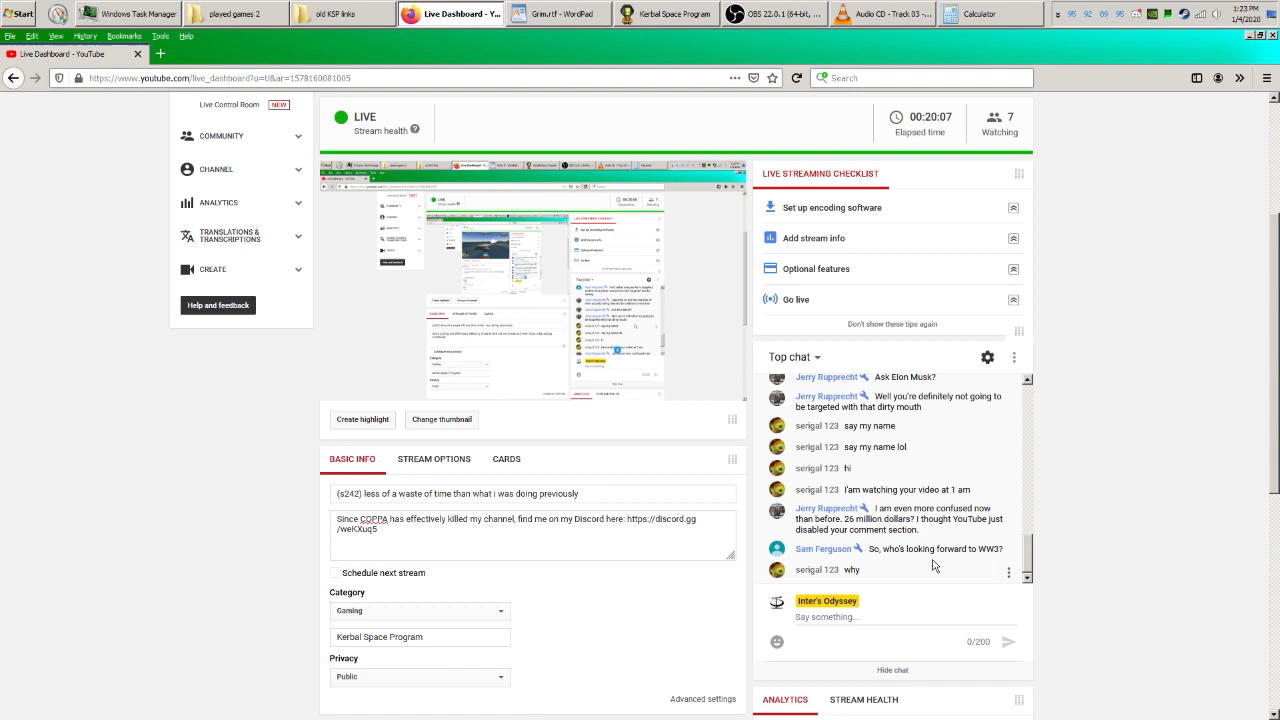 Start
Windows Task Manager
played games 2
old KSP links
Live Dashboard - Y...
Grim.rtf - WordPad
Kerbal Space Program
OBS 22.0.1 (64-bit, ...
Audio CD - Track 03 -...
Calculator
95 92 89 95
1:23 PM
1/4/2020
File Edit View History Bookmarks Tools Help
Live Dashboard - YouTube
https://www.youtube.com/live_dashboard?o=U&ar=1578160081005
Search
Live Control Room NEW
COMMUNITY
CHANNEL
ANALYTICS
TRANSLATIONS &
TRANSCRIPTIONS
CREATE
Help and feedback
LIVE
Stream health ?
00:20:07
Elapsed time
7
Watching
Create highlight
Change thumbnail
BASIC INFO STREAM OPTIONS CARDS
(s242) less of a waste of time than what i was doing previously
Since COPPA has effectively killed my channel, find me on my Discord here: https://discord.gg
/weKXuq5
Schedule next stream
Category
Gaming
Kerbal Space Program
Privacy
Public
Advanced settings
LIVE STREAMING CHECKLIST
Set up encoding software
Add stream info
Optional features
Go live
Don't show these tips again
Top chat
Jerry Rupprecht Ask Elon Musk?
Jerry Rupprecht Well you're definitely not going to
be targeted with that dirty mouth
serigal 123 say my name
serigal 123 say my name lol
serigal 123 hi
serigal 123 I'am watching your video at 1 am
Jerry Rupprecht I am even more confused now
than before. 26 million dollars? I thought YouTube just
disabled your comment section.
Sam Ferguson So, who's looking forward to WW3?
serigal 123 why
Inter's Odyssey
Say something...
0/200
Hide chat
ANALYTICS STREAM HEALTH